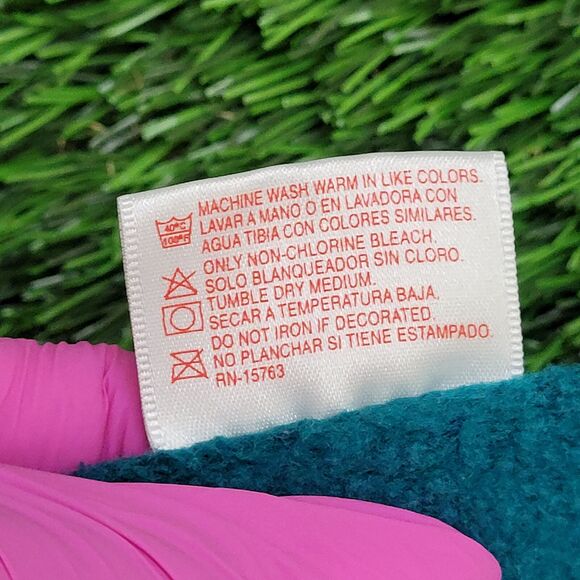 MACHINE WASH WARM IN LIKE COLORS.
LAVAR A MANO O EN LAVADORA CON
AGUA TIBIA CON COLORES SIMILARES.
40°C
105°F
ONLY NON-CHLORINE BLEACH.
SOLO BLANQUEADOR SIN CLORO.
TUMBLE DRY MEDIUM.
SECAR A TEMPERATURA BAJA.
DO NOT IRON IF DECORATED.
NO PLANCHAR SI TIENE ESTAMPADO.
RN-15763